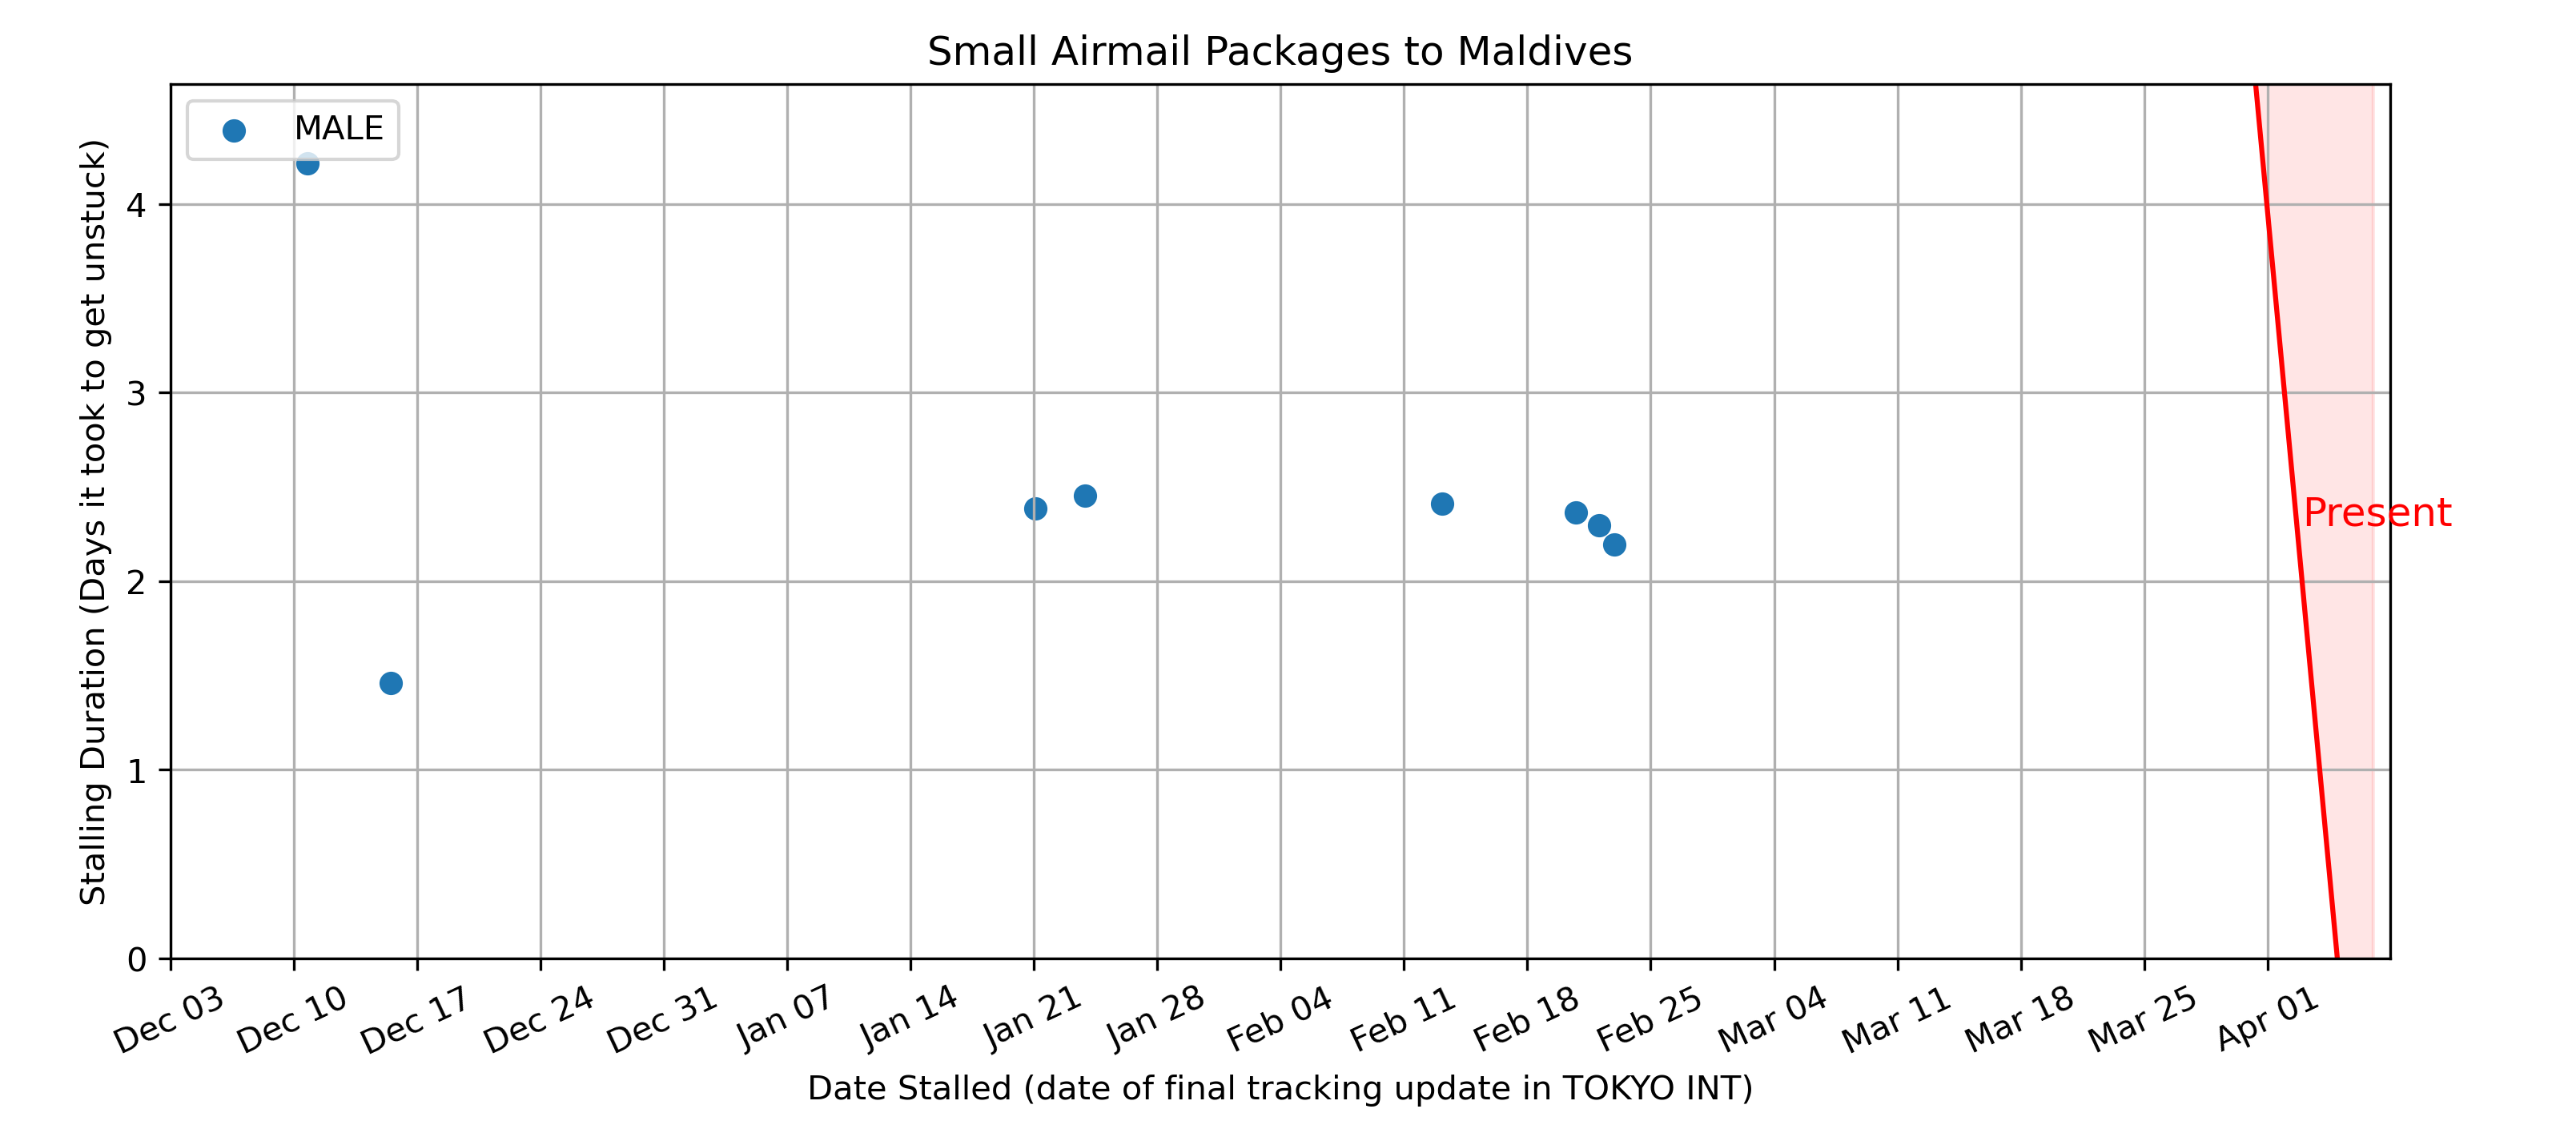 Small Airmail Packages to Maldives
MALE
Stalling Duration (Days it took to get unstuck)
4
3
2
1
0
Present
Dec 03
Dec 10
Dec 17
Dec 24
Dec 31
Jan 07
Jan 14
Jan 21
Jan 28
Feb 04
Feb 11
Feb 18
Feb 25
Mar 04
Mar 11
Mar 18
Mar 25
Apr 01
Date Stalled (date of final tracking update in TOKYO INT)